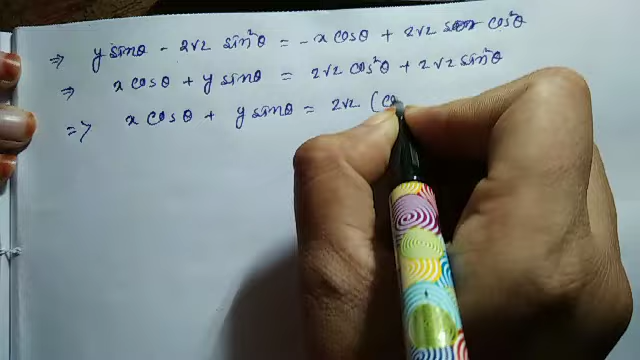 ⇒ y sinθ - 2√2 sin²θ = -x cosθ + 2√2 cos²θ
⇒ x cosθ + y sinθ = 2√2 cos²θ + 2√2 sin²θ
=> x cosθ + y sinθ = 2√2 (co